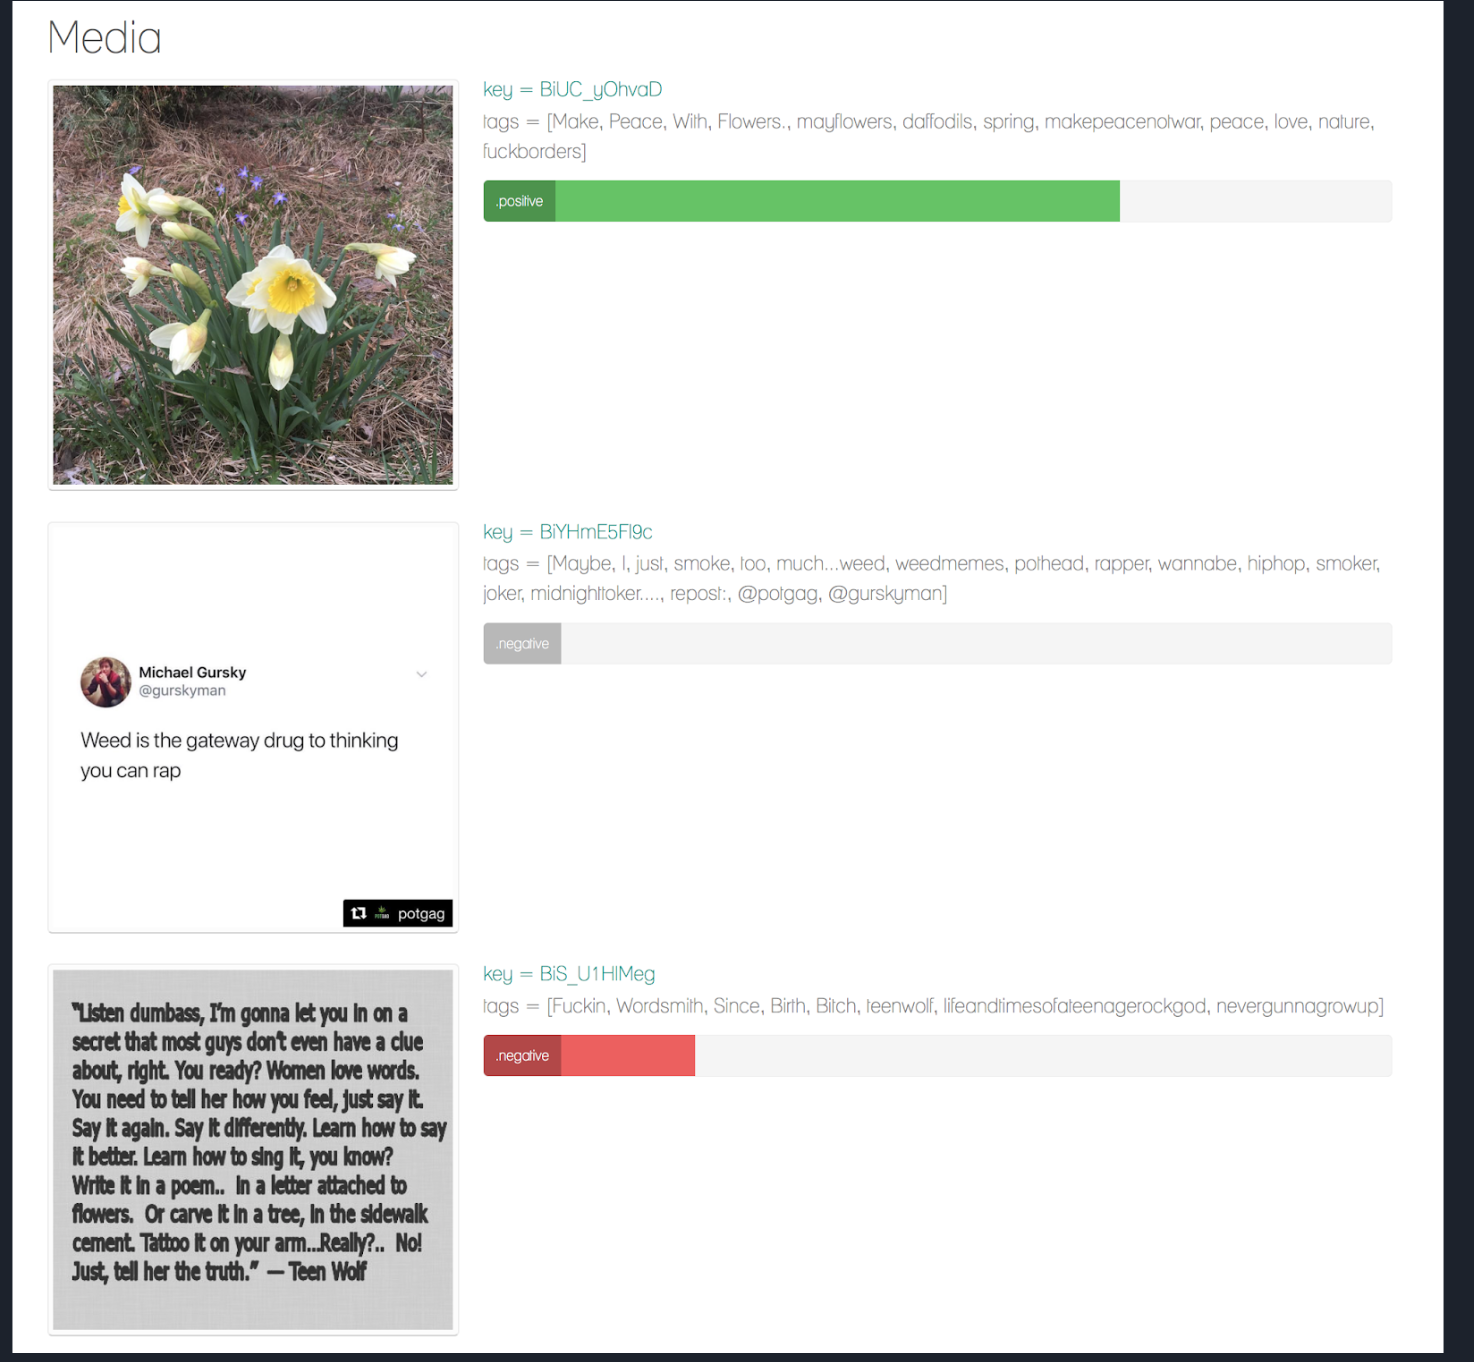 Media
key = BiUC_yOhvaD
tags = [Make, Peace, With, Flowers., mayflowers, daffodils, spring, makepeacenotwar, peace, love, nature,
fuckborders]
.positive
key = BiYHmE5Fl9c
tags = [Maybe, I, just, smoke, too, much...weed, weedmemes, pothead, rapper, wannabe, hiphop, smoker,
joker, midnighttoker...., repost:, @potgag, @gurskyman]
.negative
Michael Gursky
@gurskyman
Weed is the gateway drug to thinking
you can rap
potgag
key = BiS_U1HlMeg
tags = [Fuckin, Wordsmith, Since, Birth, Bitch, teenwolf, lifeandtimesofateenagerockgod, nevergunnagrowup]
.negative
"Listen dumbass, I'm gonna let you in on a
secret that most guys don't even have a clue
about, right. You ready? Women love words.
You need to tell her how you feel, just say it.
Say it again. Say it differently. Learn how to say
it better. Learn how to sing it, you know?
Write it in a poem.. In a letter attached to
flowers. Or carve it in a tree, in the sidewalk
cement. Tattoo it on your arm...Really?.. No!
Just, tell her the truth." — Teen Wolf